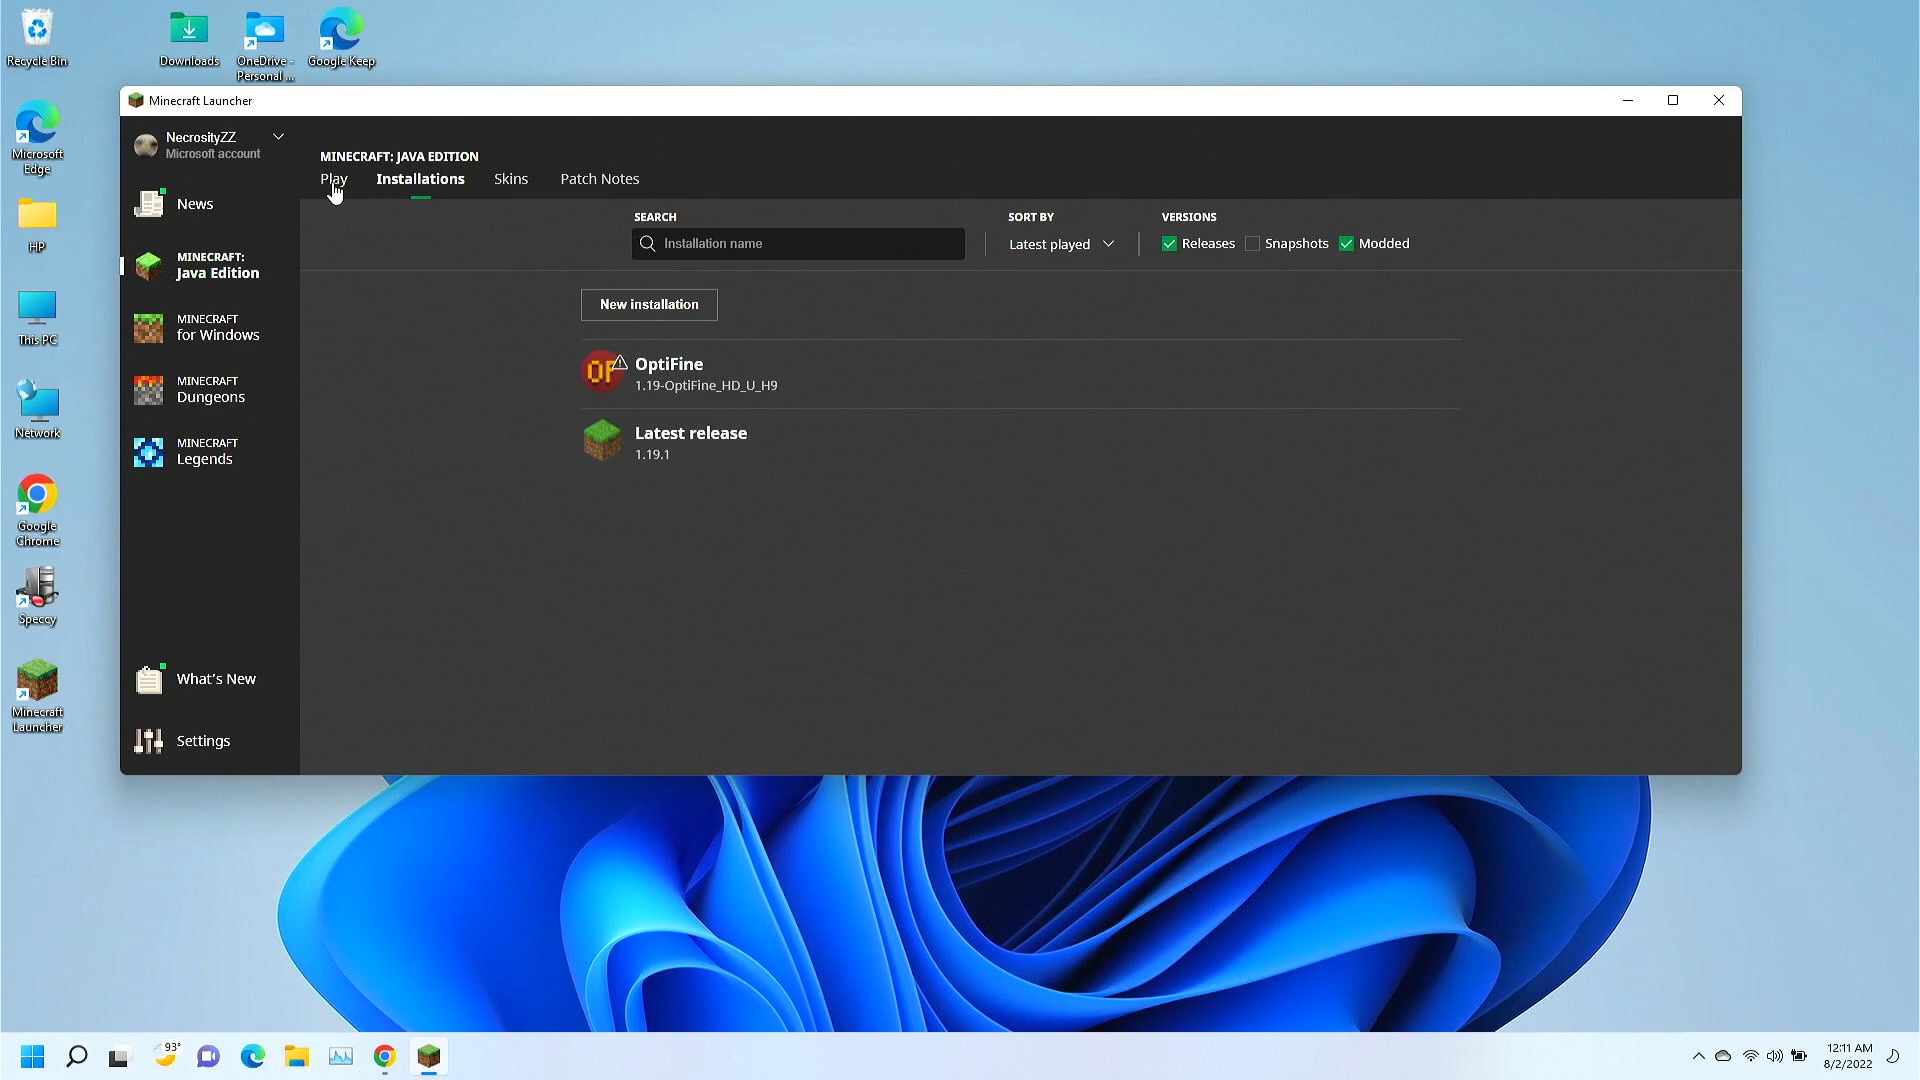 Recycle Bin
Downloads
OneDrive -
Personal ...
Google Keep
Microsoft
Edge
HP
This PC
Network
Google
Chrome
Speccy
Minecraft
Launcher
Minecraft Launcher
NecrosityZZ
Microsoft account
News
MINECRAFT:
Java Edition
MINECRAFT
for Windows
MINECRAFT
Dungeons
MINECRAFT
Legends
What's New
Settings
MINECRAFT: JAVA EDITION
Play Installations Skins Patch Notes
SEARCH SORT BY VERSIONS
Installation name Latest played Releases Snapshots Modded
New installation
OF
OptiFine
1.19-OptiFine_HD_U_H9
Latest release
1.19.1
93°
12:11 AM
8/2/2022